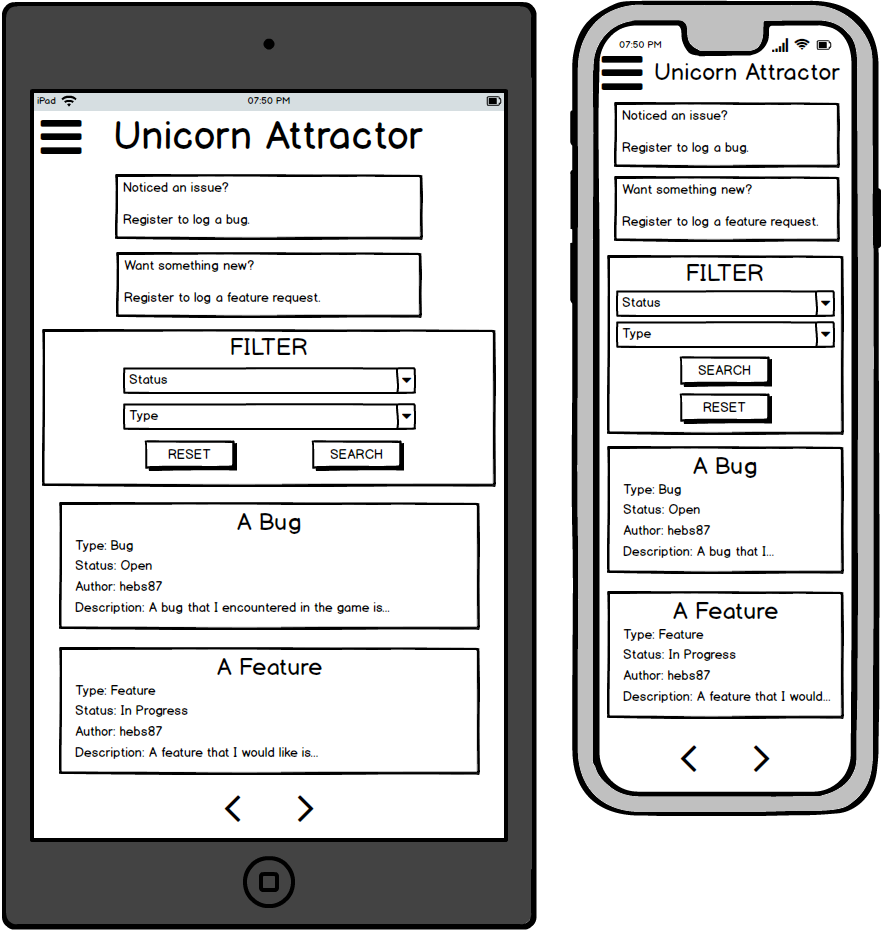 iPad 07:50 PM
Unicorn Attractor
Noticed an issue?
Register to log a bug.
Want something new?
Register to log a feature request.
FILTER
Status
Type
RESET SEARCH
A Bug
Type: Bug
Status: Open
Author: hebs87
Description: A bug that I encountered in the game is...
A Feature
Type: Feature
Status: In Progress
Author: hebs87
Description: A feature that I would like is...
07:50 PM
Unicorn Attractor
Noticed an issue?
Register to log a bug.
Want something new?
Register to log a feature request.
FILTER
Status
Type
SEARCH
RESET
A Bug
Type: Bug
Status: Open
Author: hebs87
Description: A bug that I...
A Feature
Type: Feature
Status: In Progress
Author: hebs87
Description: A feature that I would...